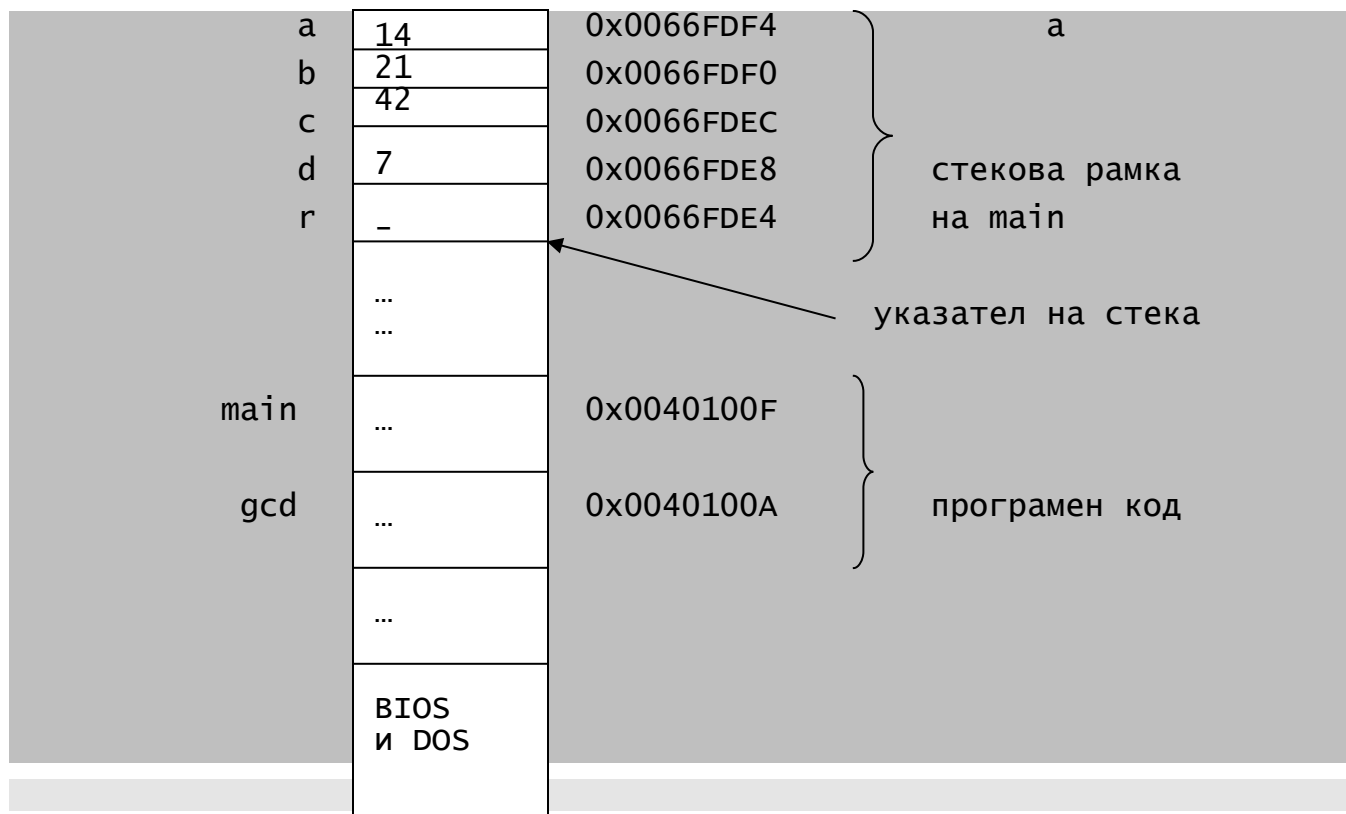 a 14 0x0066FDF4 a
b 21 0x0066FDF0
c 42 0x0066FDEC
d 7 0x0066FDE8 стекова рамка
r – 0x0066FDE4 на main
…
указател на стека
…
main … 0x0040100F
gcd … 0x0040100A програмен код
…
BIOS
и DOS